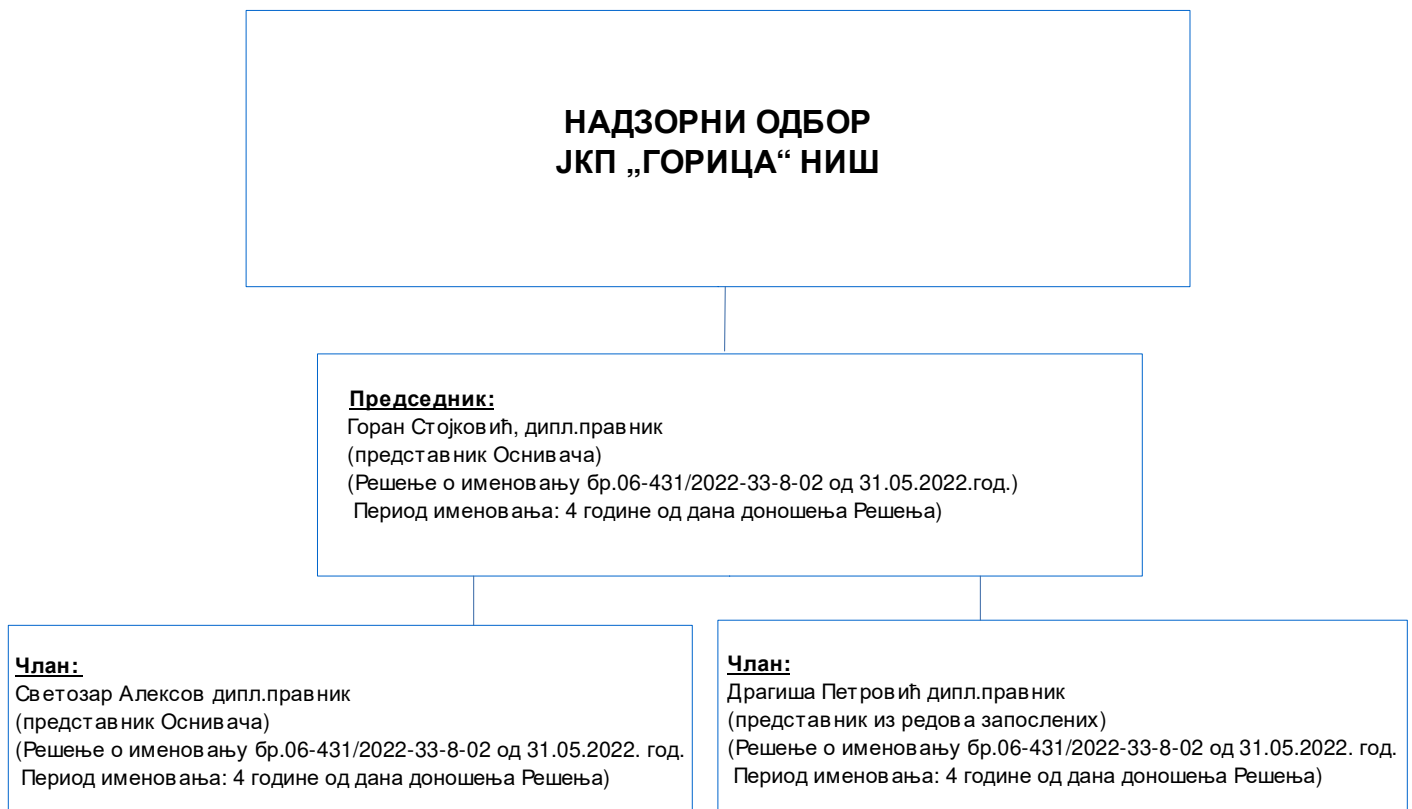 НАДЗОРНИ ОДБОР
ЈКП „ГОРИЦА“ НИШ
Председник:
Горан Стојковић, дипл.правник
(представник Оснивача)
(Решење о именовању бр.06-431/2022-33-8-02 од 31.05.2022.год.)
Период именовања: 4 године од дана доношења Решења)
Члан:
Светозар Алексов дипл.правник
(представник Оснивача)
(Решење о именовању бр.06-431/2022-33-8-02 од 31.05.2022. год.
Период именовања: 4 године од дана доношења Решења)
Члан:
Драгиша Петровић дипл.правник
(представник из редова запослених)
(Решење о именовању бр.06-431/2022-33-8-02 од 31.05.2022. год.
Период именовања: 4 године од дана доношења Решења)